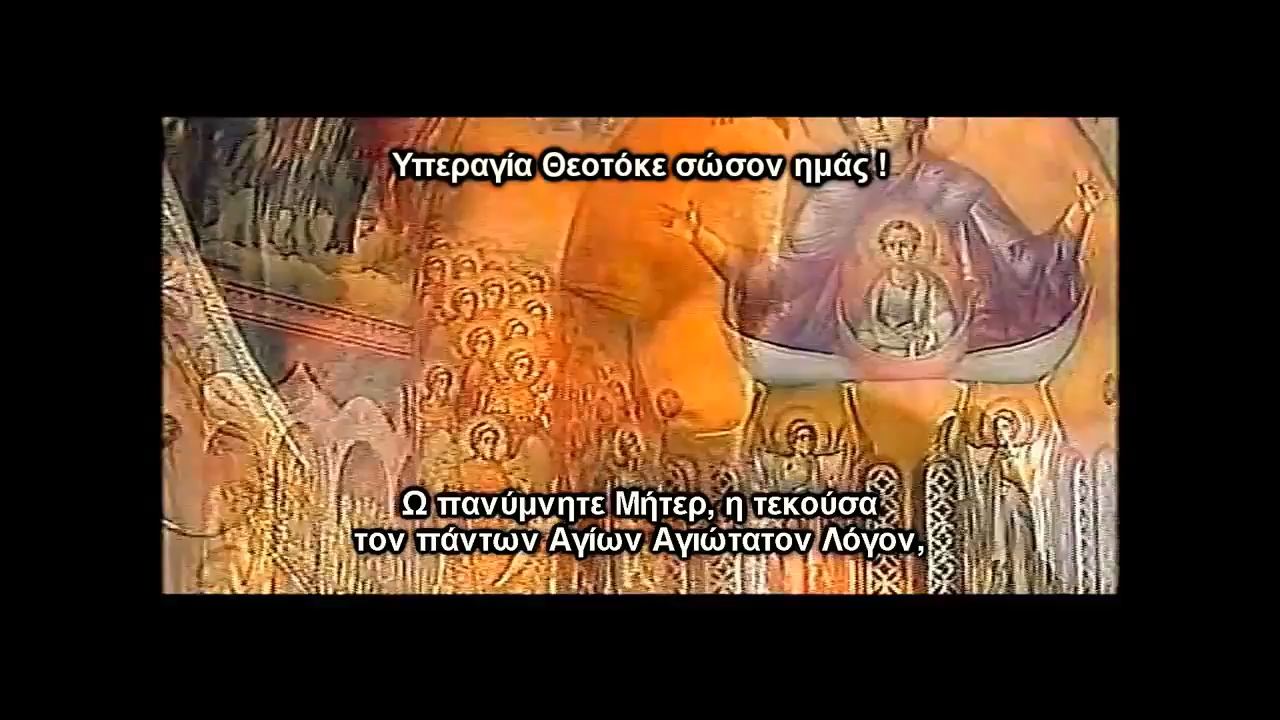 Υπεραγία Θεοτόκε σώσον ημάς !
Ω πανύμνητε Μήτερ, η τεκούσα
τον πάντων Αγίων Αγιώτατον Λόγον,